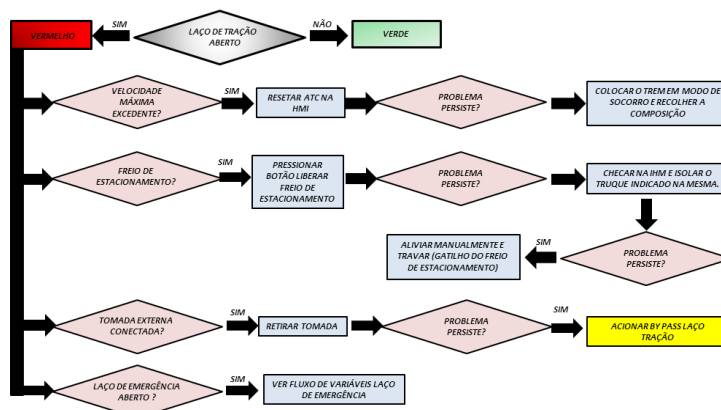 SIM
NÃO
VERMELHO
LAÇO DE TRAÇÃO
ABERTO
VERDE
VELOCIDADE
MÁXIMA
EXCEDENTE?
SIM
RESETAR ATC NA
HMI
PROBLEMA
PERSISTE?
COLOCAR O TREM EM MODO DE
SOCORRO E RECOLHER A
COMPOSIÇÃO
FREIO DE
ESTACIONAMENTO?
SIM
PRESSIONAR
BOTÃO LIBERAR
FREIO DE
ESTACIONAMENTO
PROBLEMA
PERSISTE?
CHECAR NA IHM E ISOLAR O
TRUQUE INDICADO NA MESMA.
ALIVIAR MANUALMENTE E
TRAVAR (GATILHO DO FREIO
DE ESTACIONAMENTO)
SIM
PROBLEMA
PERSISTE?
TOMADA EXTERNA
CONECTADA?
SIM
RETIRAR TOMADA
PROBLEMA
PERSISTE?
SIM
ACIONAR BY PASS LAÇO
TRAÇÃO
LAÇO DE EMERGÊNCIA
ABERTO ?
SIM
VER FLUXO DE VARIÁVEIS LAÇO
DE EMERGÊNCIA